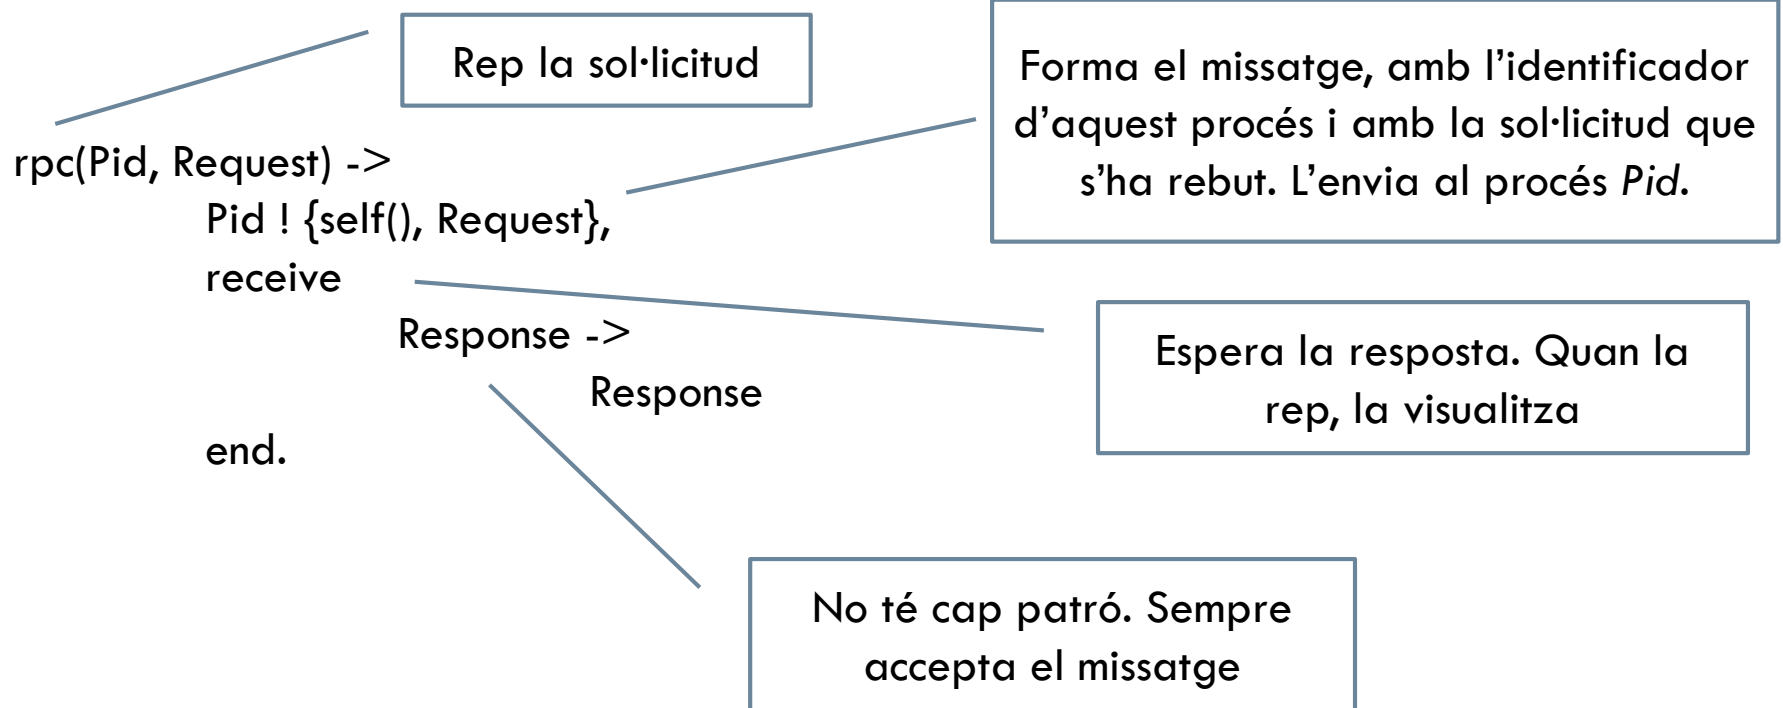 Rep la sol·licitud
Forma el missatge, amb l’identificador
d’aquest procés i amb la sol·licitud que
s’ha rebut. L’envia al procés Pid.
rpc(Pid, Request) ->
Pid ! {self(), Request},
receive
Response ->
Response
end.
Espera la resposta. Quan la
rep, la visualitza
No té cap patró. Sempre
accepta el missatge